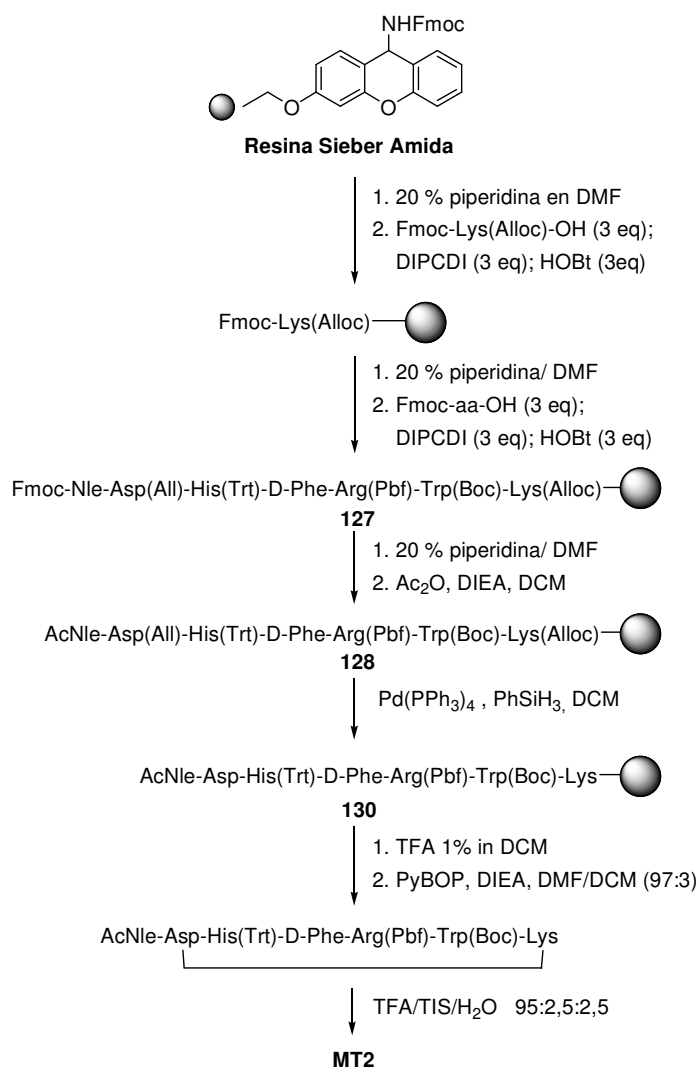 NHFmoc
O
O
Resina Sieber Amida
1. 20 % piperidina en DMF
2. Fmoc-Lys(Alloc)-OH (3 eq);
DIPCDI (3 eq); HOBt (3eq)
Fmoc-Lys(Alloc)
1. 20 % piperidina/ DMF
2. Fmoc-aa-OH (3 eq);
DIPCDI (3 eq); HOBt (3 eq)
Fmoc-Nle-Asp(All)-His(Trt)-D-Phe-Arg(Pbf)-Trp(Boc)-Lys(Alloc)
127
1. 20 % piperidina/ DMF
2. Ac₂O, DIEA, DCM
AcNle-Asp(All)-His(Trt)-D-Phe-Arg(Pbf)-Trp(Boc)-Lys(Alloc)
128
Pd(PPh₃)₄ , PhSiH₃, DCM
AcNle-Asp-His(Trt)-D-Phe-Arg(Pbf)-Trp(Boc)-Lys
130
1. TFA 1% in DCM
2. PyBOP, DIEA, DMF/DCM (97:3)
AcNle-Asp-His(Trt)-D-Phe-Arg(Pbf)-Trp(Boc)-Lys
TFA/TIS/H₂O 95:2,5:2,5
MT2